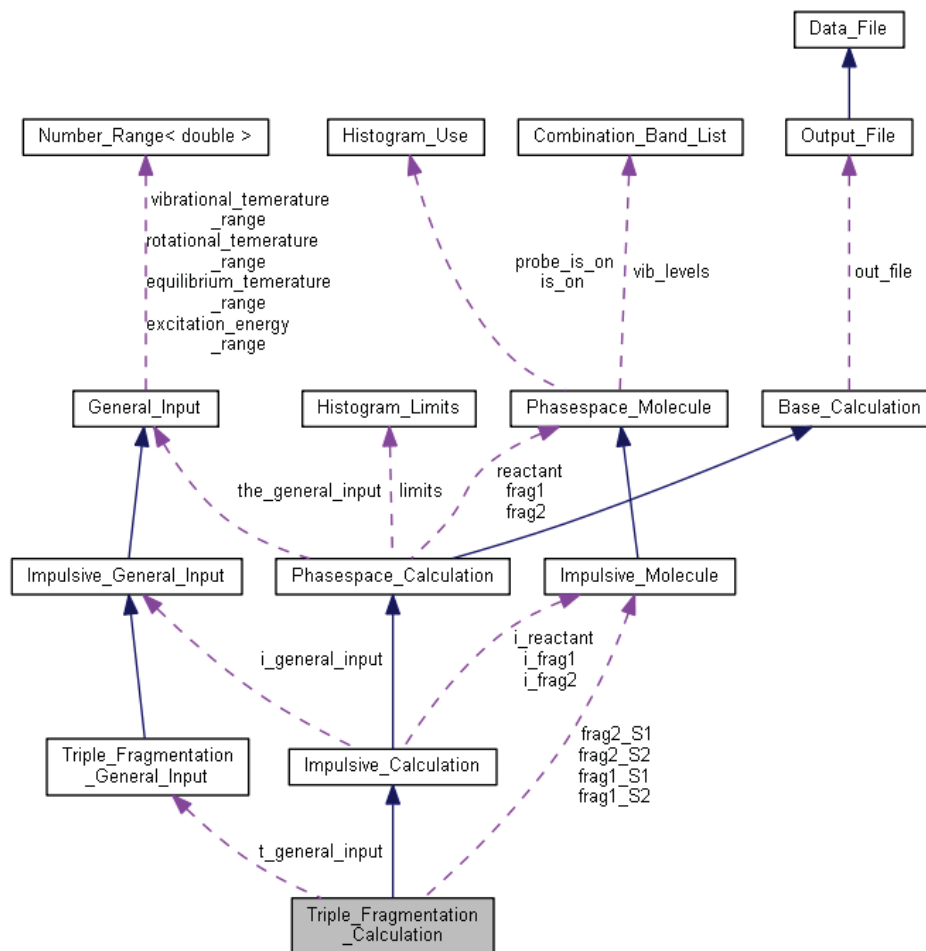 Data_File
Number_Range< double >
Histogram_Use
Combination_Band_List
Output_File
vibrational_temerature
_range
rotational_temerature
_range
equilibrium_temerature
_range
excitation_energy
_range
probe_is_on
is_on
vib_levels
out_file
General_Input
Histogram_Limits
Phasespace_Molecule
Base_Calculation
the_general_input
limits
reactant
frag1
frag2
Impulsive_General_Input
Phasespace_Calculation
Impulsive_Molecule
i_general_input
i_reactant
i_frag1
i_frag2
Triple_Fragmentation
_General_Input
Impulsive_Calculation
frag2_S1
frag2_S2
frag1_S1
frag1_S2
t_general_input
Triple_Fragmentation
_Calculation